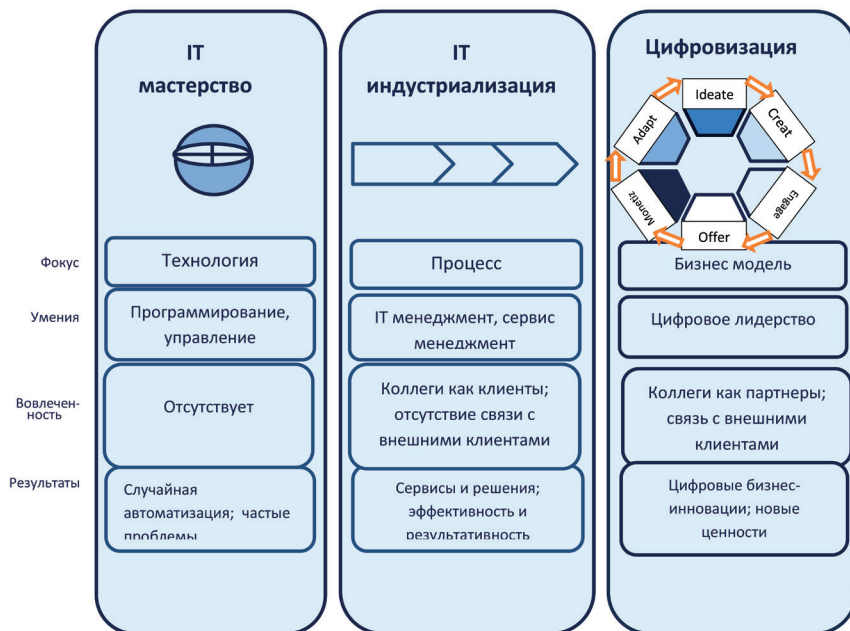 IT
мастерство
IT
индустриализация
Цифровизация
Ideate
Creat
Engage
Offer
Monetiz
Adapt
Фокус
Технология
Процесс
Бизнес модель
Умения
Программирование,
управление
IT менеджмент, сервис
менеджмент
Цифровое лидерство
Вовлечен-
ность
Отсутствует
Коллеги как клиенты;
отсутствие связи с
внешними клиентами
Коллеги как партнеры;
связь с внешними
клиентами
Результаты
Случайная
автоматизация; частые
проблемы
Сервисы и решения;
эффективность и
результативность
Цифровые бизнес-
инновации; новые
ценности